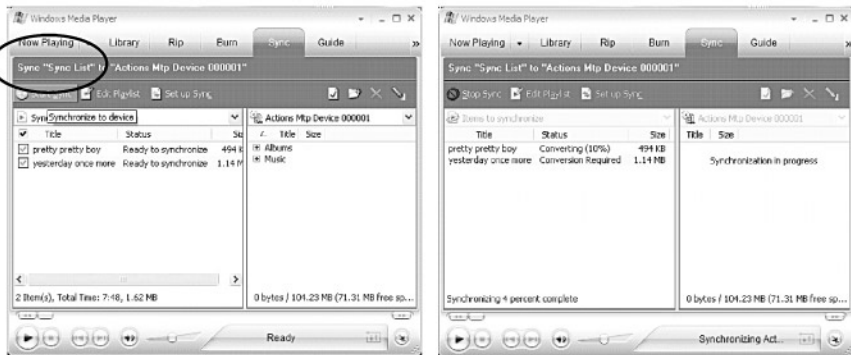 Windows Media Player
Now Playing Library Rip Burn Sync Guide
Sync "Sync List" to "Actions Mtp Device 000001"
Edit Playlist Set up Sync
Synchronize to device
Actions Mtp Device 000001
Title Status
pretty pretty boy Ready to synchronize 494
yesterday once more Ready to synchronize 1.14 M
2 Item(s), Total Time: 7:48, 1.62 MB
Title Size
Albums
Music
0 bytes / 104.23 MB (71.31 MB free sp...
Ready
Windows Media Player
Now Playing Library Rip Burn Sync Guide
Sync "Sync List" to "Actions Mtp Device 000001"
Stop Sync Edit Playlist Set up Sync
Items to synchronize
Actions Mtp Device 000001
Title Status Size
pretty pretty boy Converting (10%) 494 KB
yesterday once more Conversion Required 1.14 MB
Synchronizing 4 percent complete
Title Size
Synchronization in progress
0 bytes / 104.23 MB (71.31 MB free sp...
Synchronizing Act...